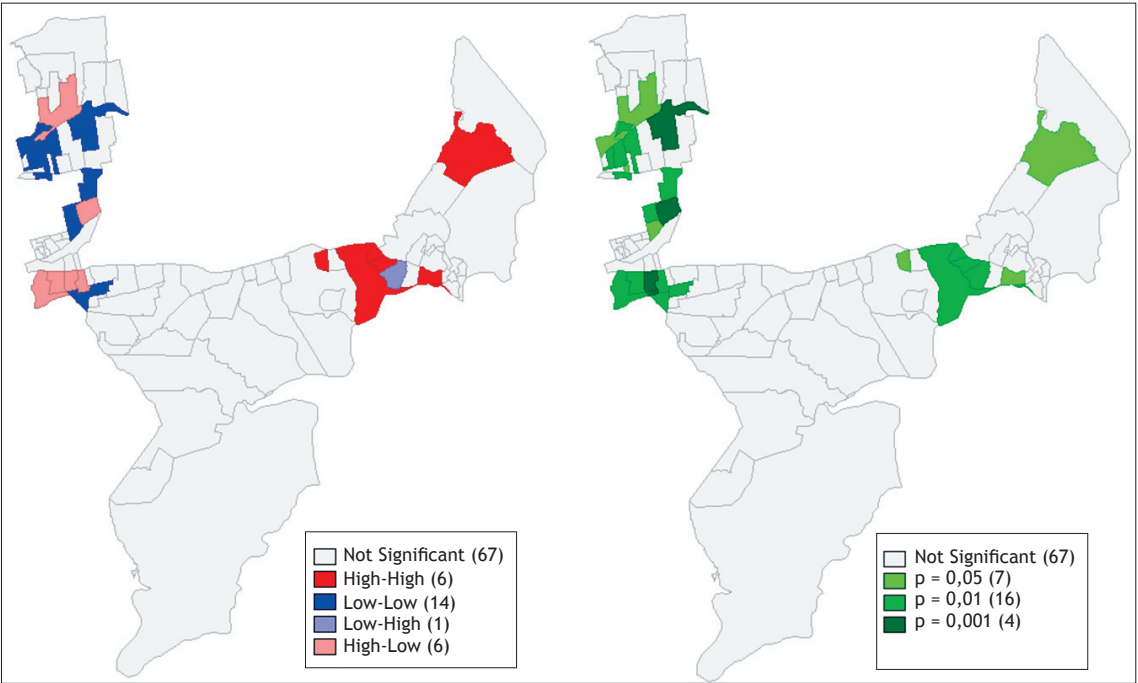 Not Significant (67)
High-High (6)
Low-Low (14)
Low-High (1)
High-Low (6)
Not Significant (67)
p = 0,05 (7)
p = 0,01 (16)
p = 0,001 (4)